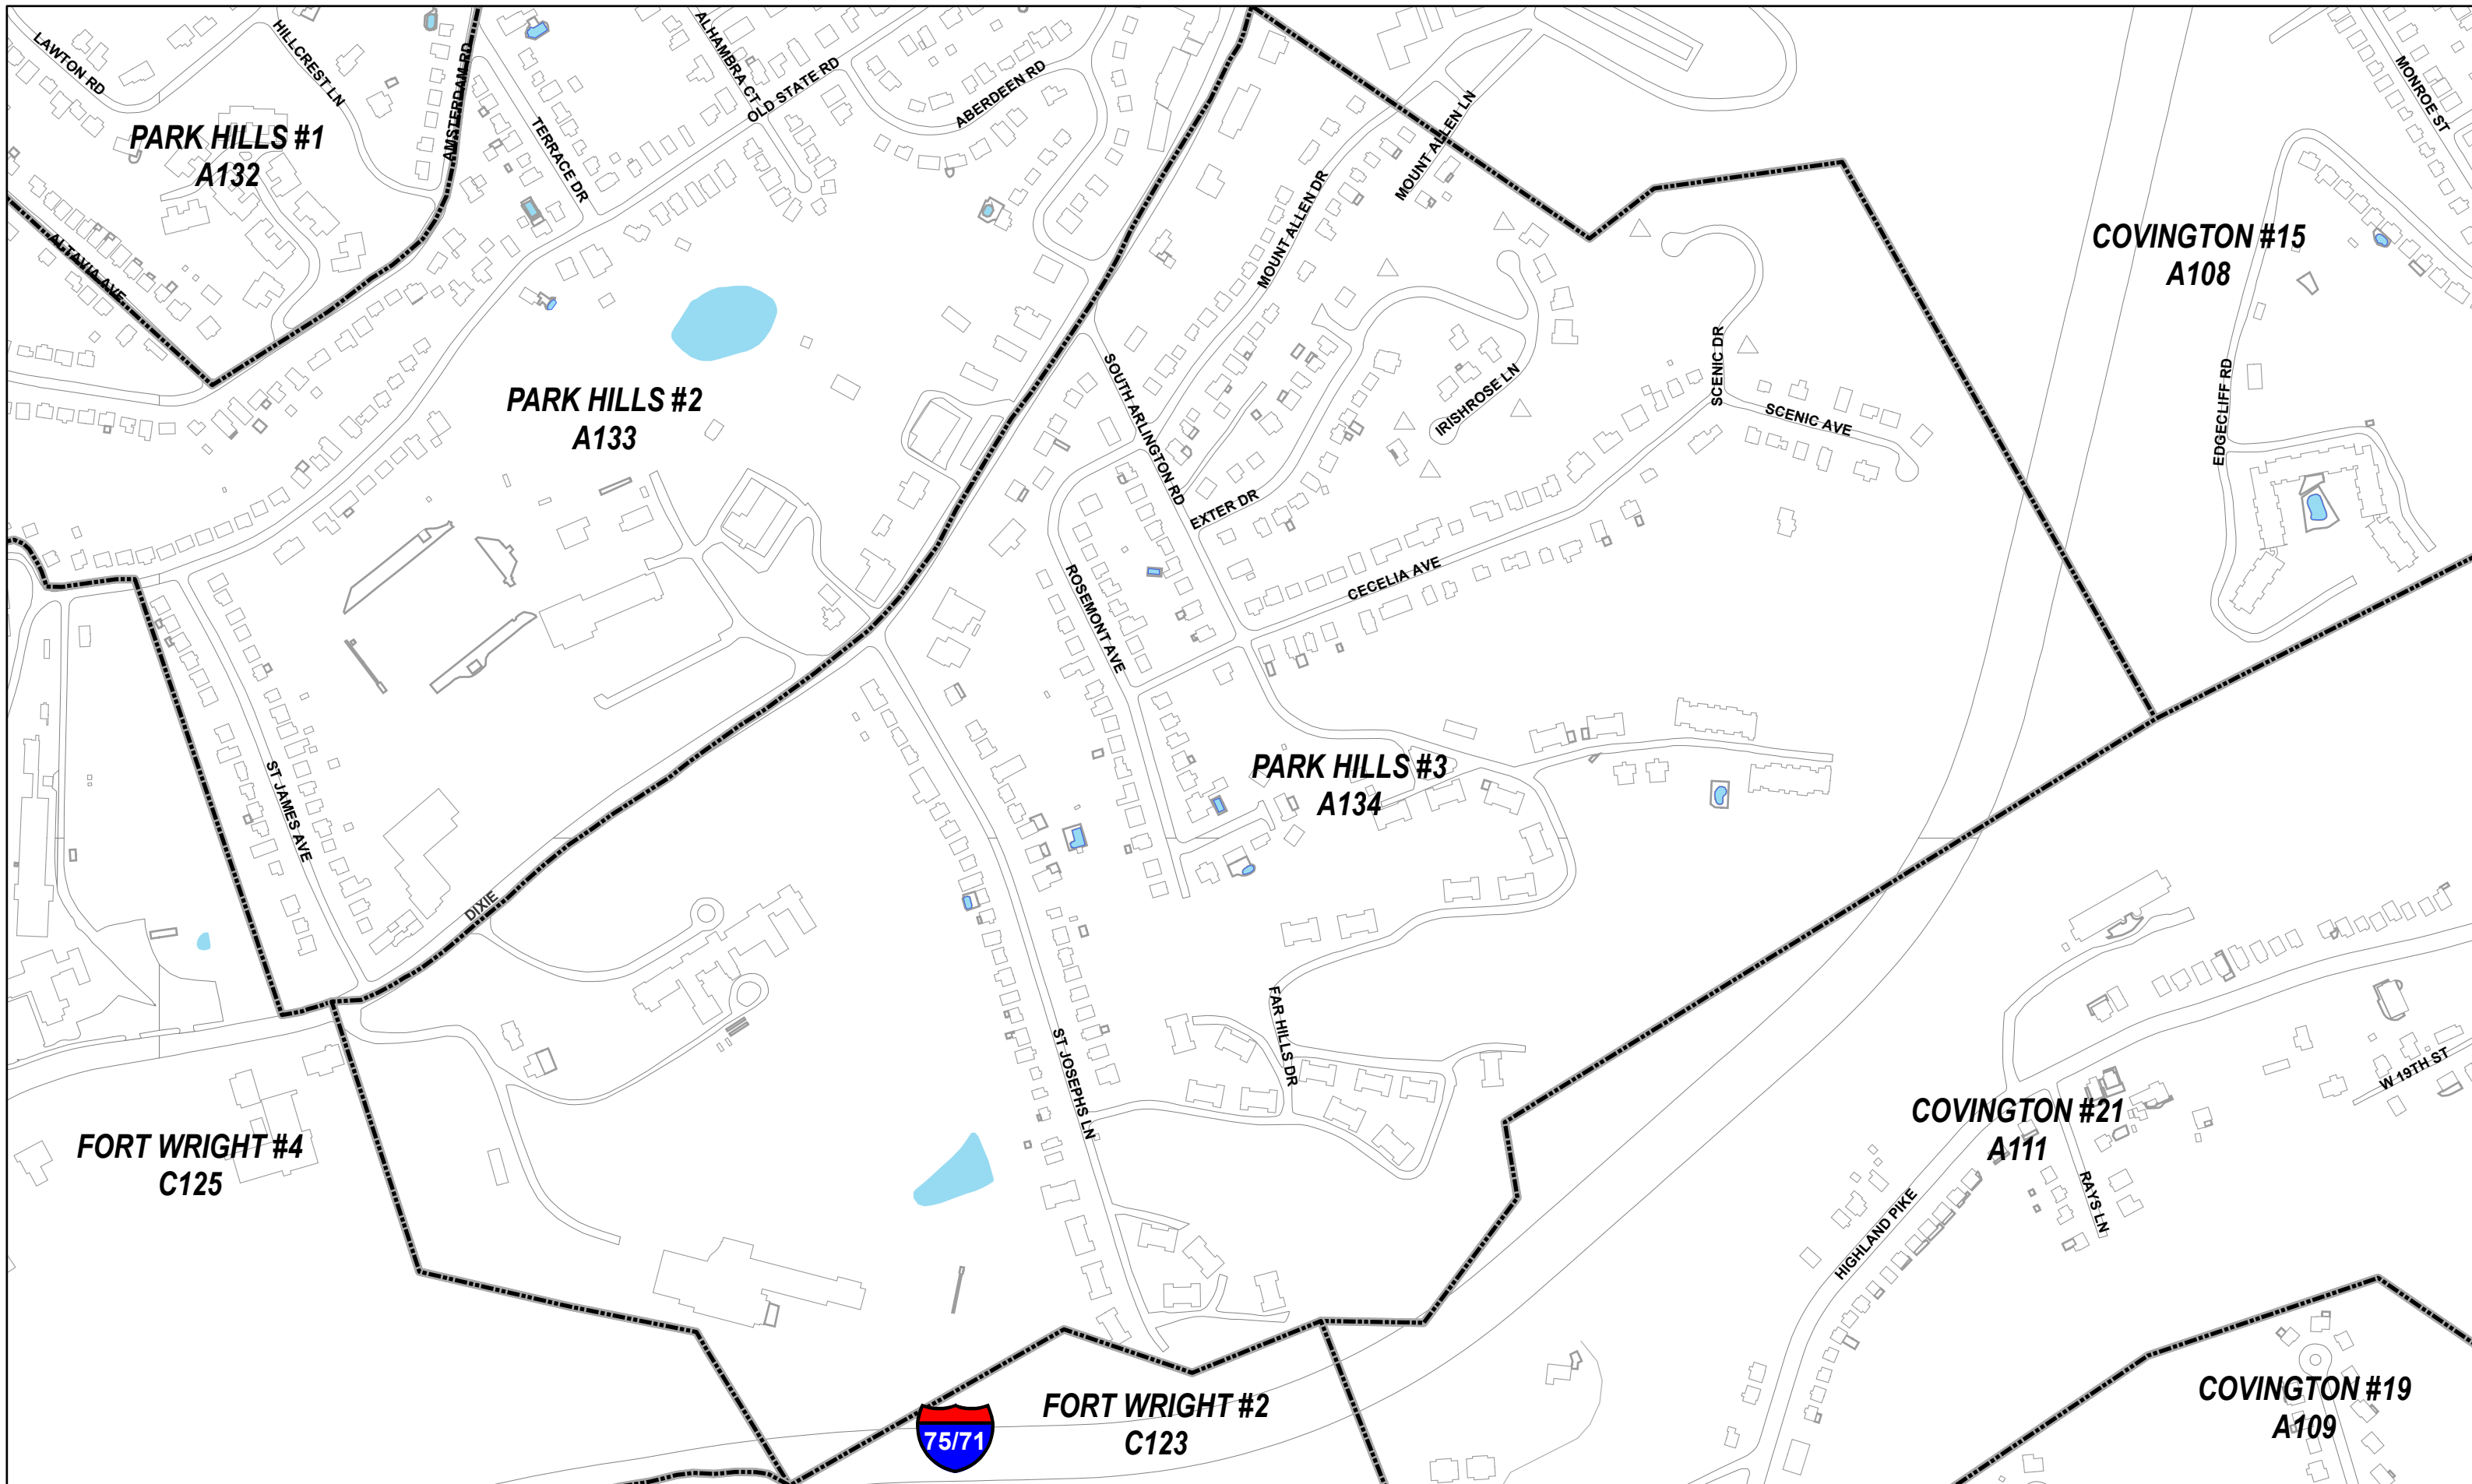 LAWTON RD
HILLCREST LN
AMSTERDAM RD
ALHAMBRA CT
OLD STATE RD
ABERDEEN RD
TERRACE DR
MONROE ST
PARK HILLS #1
A132
MOUNT ALLEN LN
MOUNT ALLEN DR
ALTAVIA AVE
COVINGTON #15
A108
PARK HILLS #2
A133
SOUTH ARLINGTON RD
IRISHROSE LN
SCENIC DR
SCENIC AVE
EDGECLIFF RD
EXTER DR
CECELIA AVE
ROSEMONT AVE
ST JAMES AVE
PARK HILLS #3
A134
DIXIE
FAR HILLS DR
ST JOSEPHS LN
W 19TH ST
FORT WRIGHT #4
C125
COVINGTON #21
A111
RAYS LN
HIGHLAND PIKE
FORT WRIGHT #2
C123
75/71
COVINGTON #19
A109